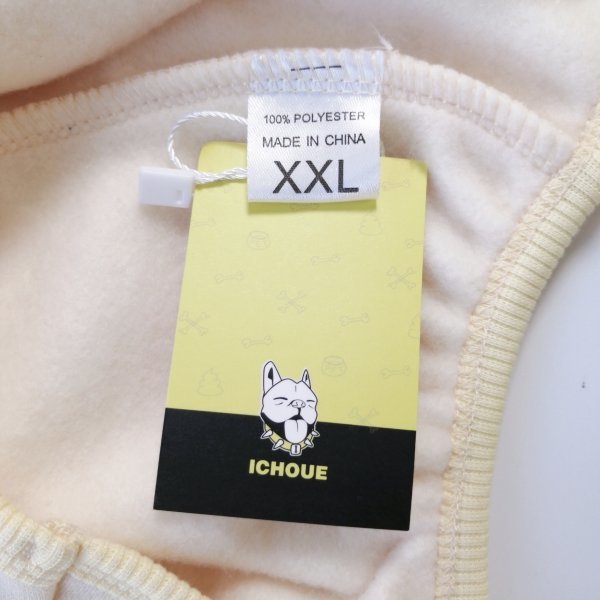 100% POLYESTER
MADE IN CHINA
XXL
ICHOUE